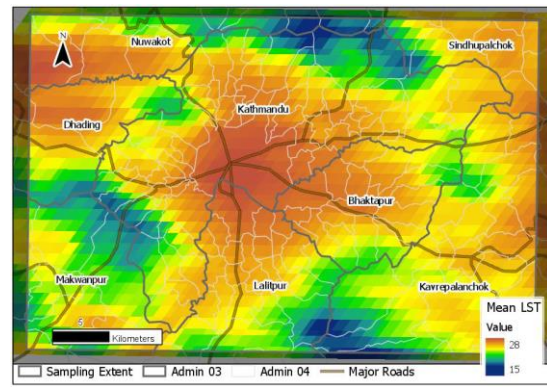 N
Nuwakot
Sindhupalchok
Kathmandu
Dhading
Bhaktapur
Makwanpur
Lalitpur
Kavrepalanchok
5
Kilometers
Mean LST
Value
28
15
Sampling Extent Admin 03 Admin 04 Major Roads